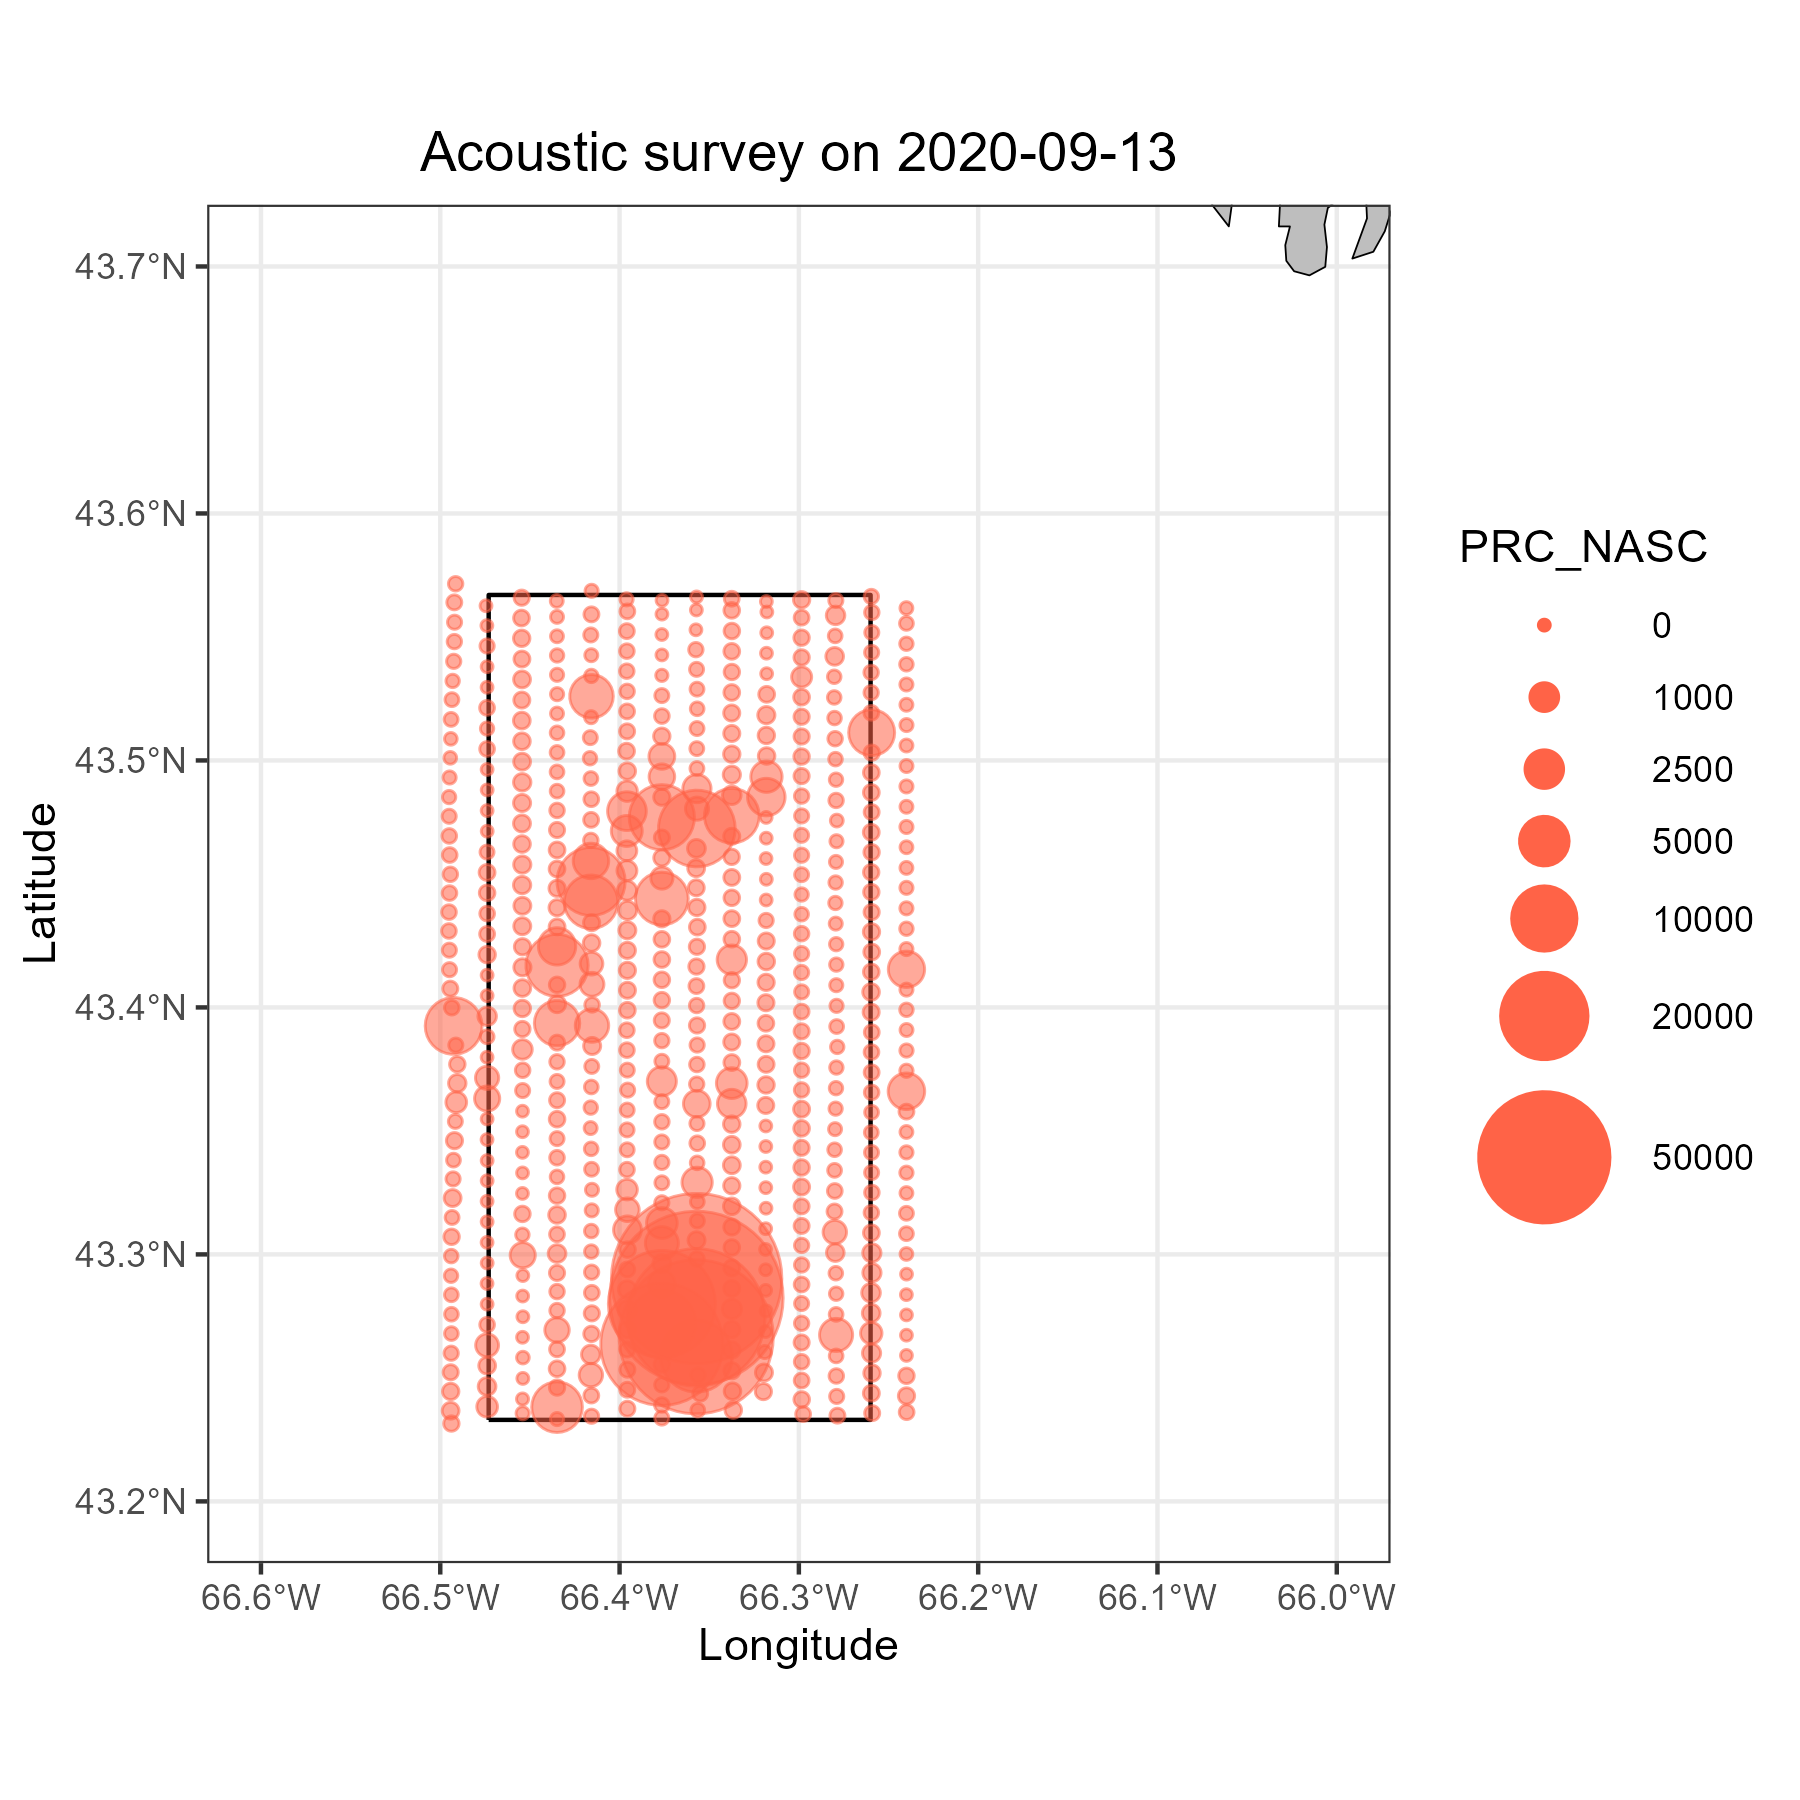 Acoustic survey on 2020-09-13
43.7°N
43.6°N
43.5°N
43.4°N
43.3°N
43.2°N
Latitude
66.6°W
66.5°W
66.4°W
66.3°W
66.2°W
66.1°W
66.0°W
Longitude
PRC_NASC
0
1000
2500
5000
10000
20000
50000